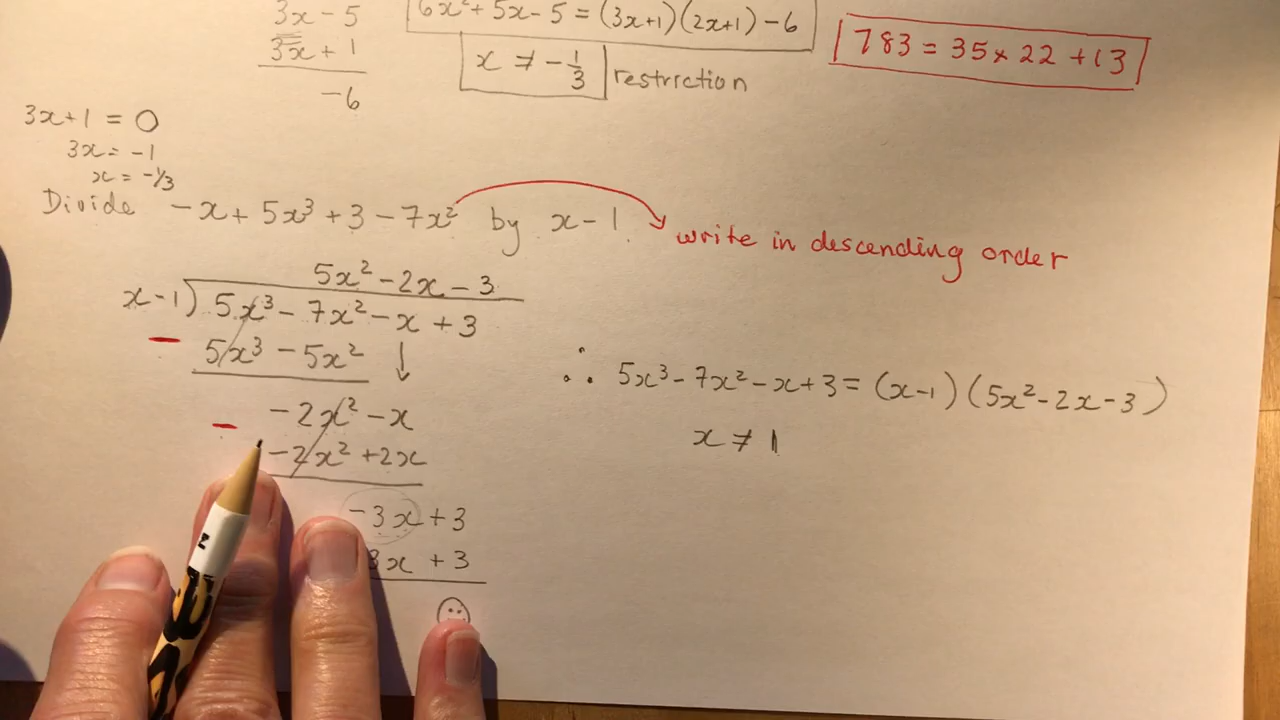 3x - 5
3x + 1
-6
6x² + 5x - 5 = (3x+1)(2x+1) - 6
x ≠ -1/3 restriction
783 = 35 × 22 + 13
3x+1 = 0
3x = -1
x = -1/3
Divide -x + 5x³ + 3 - 7x² by x - 1.
write in descending order
5x² - 2x - 3
x-1 ) 5x³ - 7x² - x + 3
- 5x³ - 5x² ↓
-2x² - x
- -2x² + 2x
-3x + 3
3x + 3
∴ 5x³ - 7x² - x + 3 = (x-1)(5x² - 2x - 3)
x ≠ 1
N